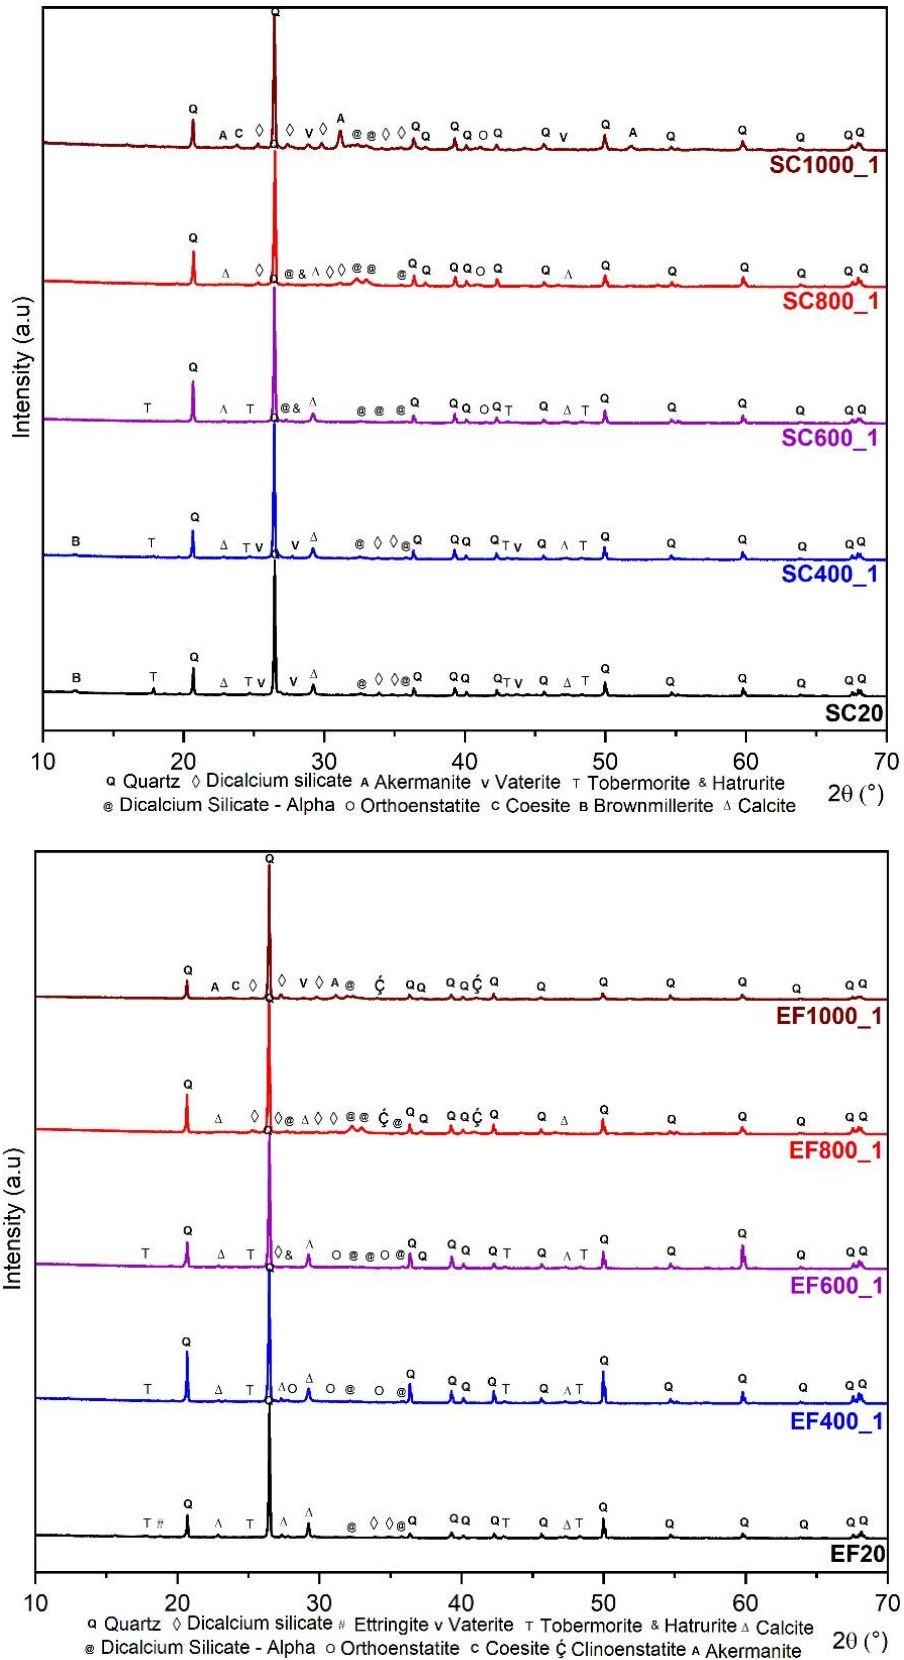 Q
Q A C ◊ ◊ V ◊ A @ @ ◊ ◊ Q Q Q Q O Q Q V Q A Q Q Q Q Q
SC1000_1
Q
Q Δ ◊ @ & Δ ◊ ◊ @ @ @ Q Q Q Q O Q Q Δ Q Q Q Q Q Q
SC800_1
Q
Q T Δ T @ & Δ @ @ @ Q Q Q O Q T Q Δ T Q Q Q Q Q Q
SC600_1
Q
B T Q Δ T V V Δ @ ◊ ◊ @ Q Q Q Q T V Q Δ T Q Q Q Q Q Q
SC400_1
B T Q Δ T V V Δ @ ◊ ◊ @ Q Q Q Q T V Q Δ T Q Q Q Q Q Q
SC20
Intensity (a.u)
10 20 30 40 50 60 70
Q Quartz ◊ Dicalcium silicate A Akermanite V Vaterite T Tobermorite & Hatrurite
@ Dicalcium Silicate - Alpha O Orthoenstatite C Coesite B Brownmillerite Δ Calcite
2θ (°)
Q
Q A C ◊ ◊ V ◊ A @ Ḉ Q Q Q Q Ḉ Q Q Q Q Q Q Q Q
EF1000_1
Q
Q Δ ◊ ◊ @ Δ ◊ ◊ @ @ Ḉ @ Q Q Q Q Ḉ Q Q Δ Q Q Q Q Q Q
EF800_1
Q
T Q Δ T ◊ & Δ O @ @ O @ Q Q Q Q Q T Q Δ T Q Q Q Q Q Q
EF600_1
Q
T Q Δ T Δ O Δ O @ O @ Q Q Q Q T Q Δ T Q Q Q Q Q Q
EF400_1
T # Q Δ T Δ Δ @ ◊ ◊ @ Q Q Q Q T Q Δ T Q Q Q Q Q Q
EF20
Intensity (a.u)
10 20 30 40 50 60 70
Q Quartz ◊ Dicalcium silicate # Ettringite V Vaterite T Tobermorite & Hatrurite Δ Calcite
@ Dicalcium Silicate - Alpha O Orthoenstatite C Coesite Ḉ Clinoenstatite A Akermanite
2θ (°)